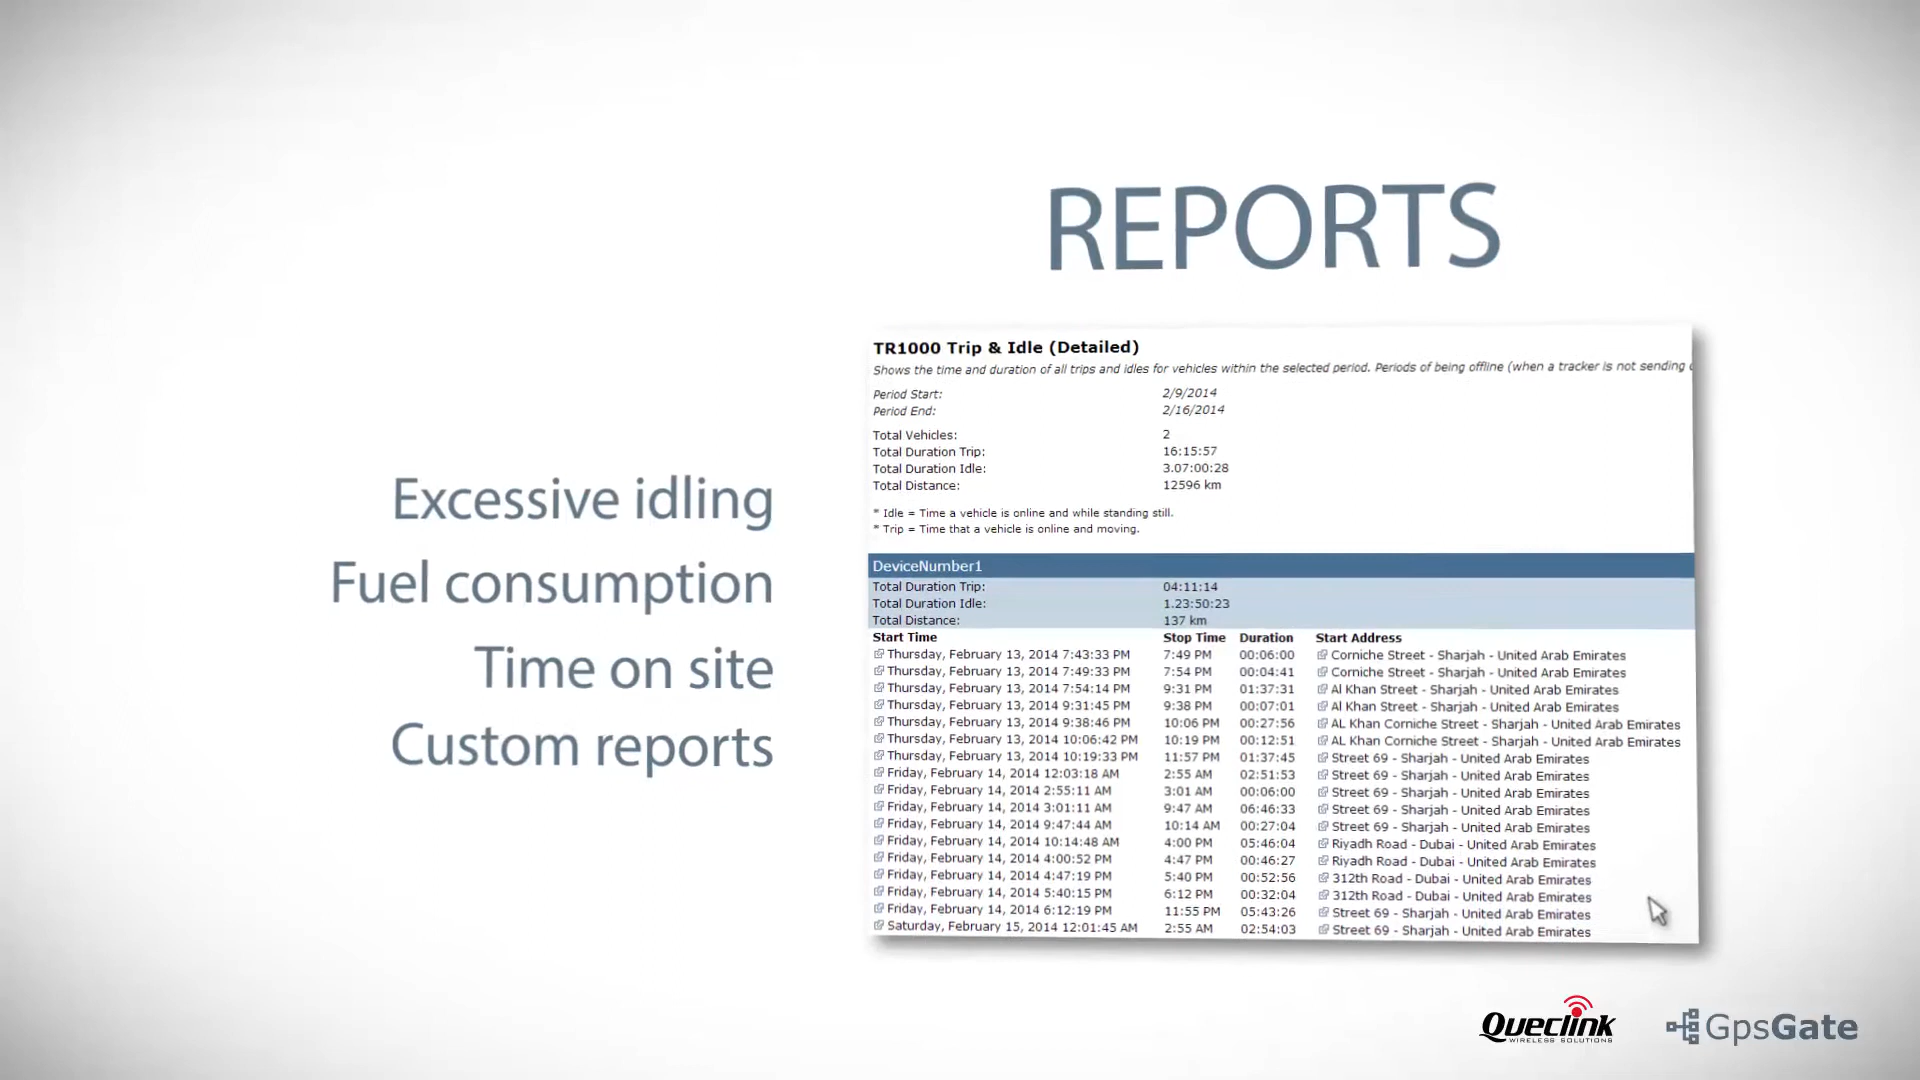 REPORTS
Excessive idling
Fuel consumption
Time on site
Custom reports
TR1000 Trip & Idle (Detailed)
Shows the time and duration of all trips and idles for vehicles within the selected period. Periods of being offline (when a tracker is not sending
Period Start: 2/9/2014
Period End: 2/16/2014
Total Vehicles: 2
Total Duration Trip: 16:15:57
Total Duration Idle: 3.07:00:28
Total Distance: 12596 km
* Idle = Time a vehicle is online and while standing still.
* Trip = Time that a vehicle is online and moving.
DeviceNumber1
Total Duration Trip: 04:11:14
Total Duration Idle: 1.23:50:23
Total Distance: 137 km
Start Time Stop Time Duration Start Address
Thursday, February 13, 2014 7:43:33 PM 7:49 PM 00:06:00 Corniche Street - Sharjah - United Arab Emirates
Thursday, February 13, 2014 7:49:33 PM 7:54 PM 00:04:41 Corniche Street - Sharjah - United Arab Emirates
Thursday, February 13, 2014 7:54:14 PM 9:31 PM 01:37:31 Al Khan Street - Sharjah - United Arab Emirates
Thursday, February 13, 2014 9:31:45 PM 9:38 PM 00:07:01 Al Khan Street - Sharjah - United Arab Emirates
Thursday, February 13, 2014 9:38:46 PM 10:06 PM 00:27:56 AL Khan Corniche Street - Sharjah - United Arab Emirates
Thursday, February 13, 2014 10:06:42 PM 10:19 PM 00:12:51 AL Khan Corniche Street - Sharjah - United Arab Emirates
Thursday, February 13, 2014 10:19:33 PM 11:57 PM 01:37:45 Street 69 - Sharjah - United Arab Emirates
Friday, February 14, 2014 12:03:18 AM 2:55 AM 02:51:53 Street 69 - Sharjah - United Arab Emirates
Friday, February 14, 2014 2:55:11 AM 3:01 AM 00:06:00 Street 69 - Sharjah - United Arab Emirates
Friday, February 14, 2014 3:01:11 AM 9:47 AM 06:46:33 Street 69 - Sharjah - United Arab Emirates
Friday, February 14, 2014 9:47:44 AM 10:14 AM 00:27:04 Street 69 - Sharjah - United Arab Emirates
Friday, February 14, 2014 10:14:48 AM 4:00 PM 05:46:04 Riyadh Road - Dubai - United Arab Emirates
Friday, February 14, 2014 4:00:52 PM 4:47 PM 00:46:27 Riyadh Road - Dubai - United Arab Emirates
Friday, February 14, 2014 4:47:19 PM 5:40 PM 00:52:56 312th Road - Dubai - United Arab Emirates
Friday, February 14, 2014 5:40:15 PM 6:12 PM 00:32:04 312th Road - Dubai - United Arab Emirates
Friday, February 14, 2014 6:12:19 PM 11:55 PM 05:43:26 Street 69 - Sharjah - United Arab Emirates
Saturday, February 15, 2014 12:01:45 AM 2:55 AM 02:54:03 Street 69 - Sharjah - United Arab Emirates
Queclink
WIRELESS SOLUTIONS
GpsGate